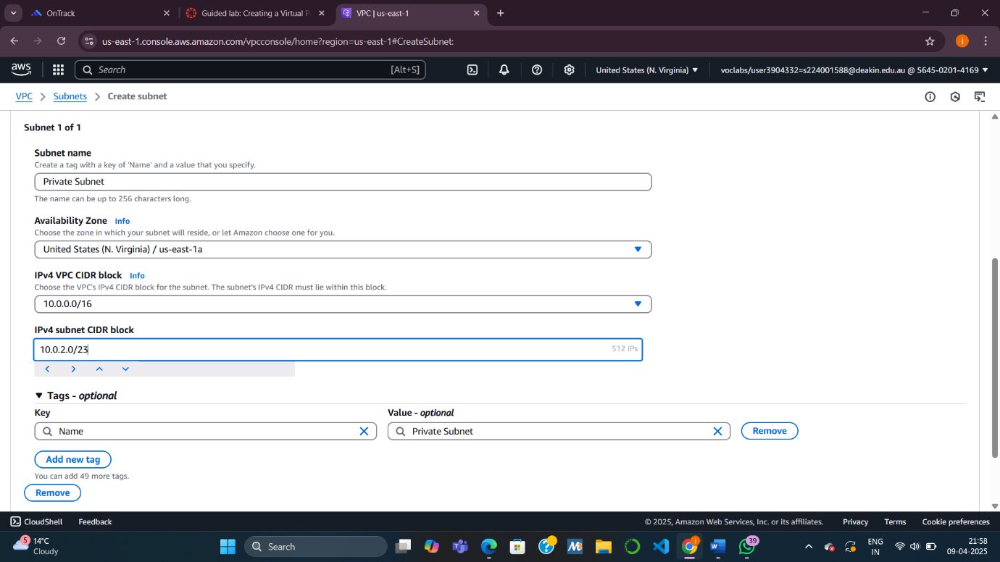 OnTrack
Guided lab: Creating a Virtual P
VPC | us-east-1
us-east-1.console.aws.amazon.com/vpcconsole/home?region=us-east-1#CreateSubnet:
j
aws
Search
[Alt+S]
United States (N. Virginia)
voclabs/user3904332=s224001588@deakin.edu.au @ 5645-0201-4169
VPC
Subnets
Create subnet
Subnet 1 of 1
Subnet name
Create a tag with a key of 'Name' and a value that you specify.
Private Subnet
The name can be up to 256 characters long.
Availability Zone Info
Choose the zone in which your subnet will reside, or let Amazon choose one for you.
United States (N. Virginia) / us-east-1a
IPv4 VPC CIDR block Info
Choose the VPC's IPv4 CIDR block for the subnet. The subnet's IPv4 CIDR must lie within this block.
10.0.0.0/16
IPv4 subnet CIDR block
10.0.2.0/23
512 IPs
Tags - optional
Key
Value - optional
Name
Private Subnet
Remove
Add new tag
You can add 49 more tags.
Remove
CloudShell
Feedback
© 2025, Amazon Web Services, Inc. or its affiliates.
Privacy
Terms
Cookie preferences
5
14°C
Cloudy
Search
39
ENG
IN
21:58
09-04-2025